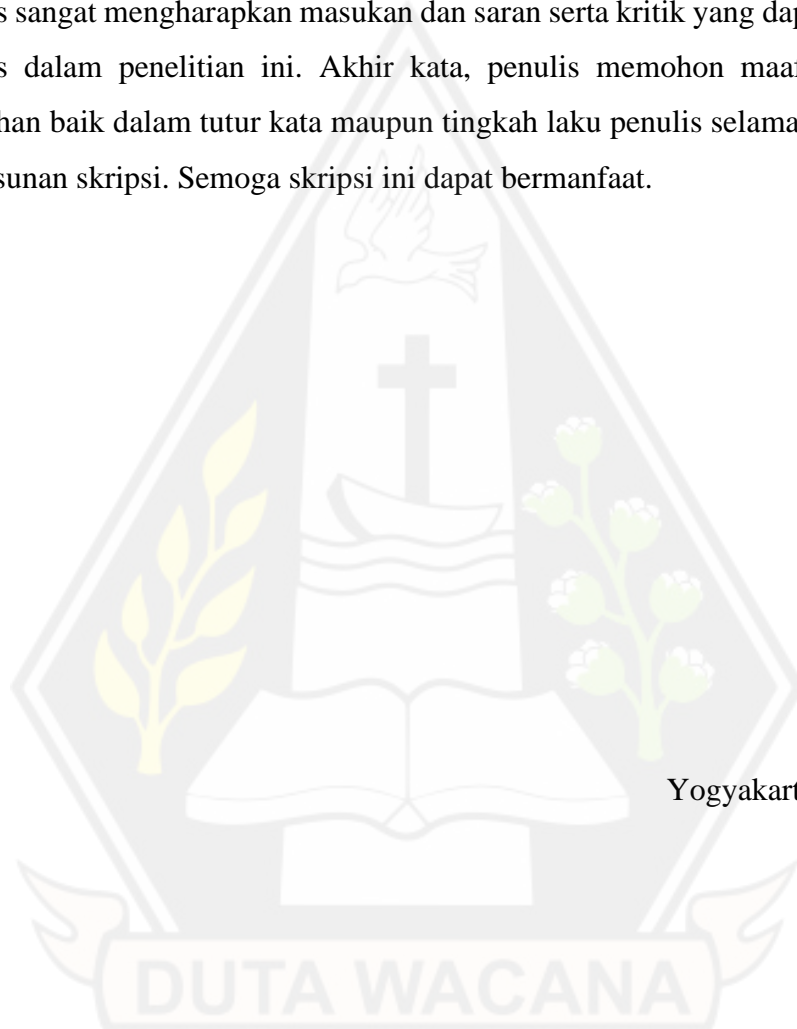 s sangat mengharapkan masukan dan saran serta kritik yang dap
s dalam penelitian ini. Akhir kata, penulis memohon maaf
han baik dalam tutur kata maupun tingkah laku penulis selama
sunan skripsi. Semoga skripsi ini dapat bermanfaat.
Yogyakart
DUTA WACANA